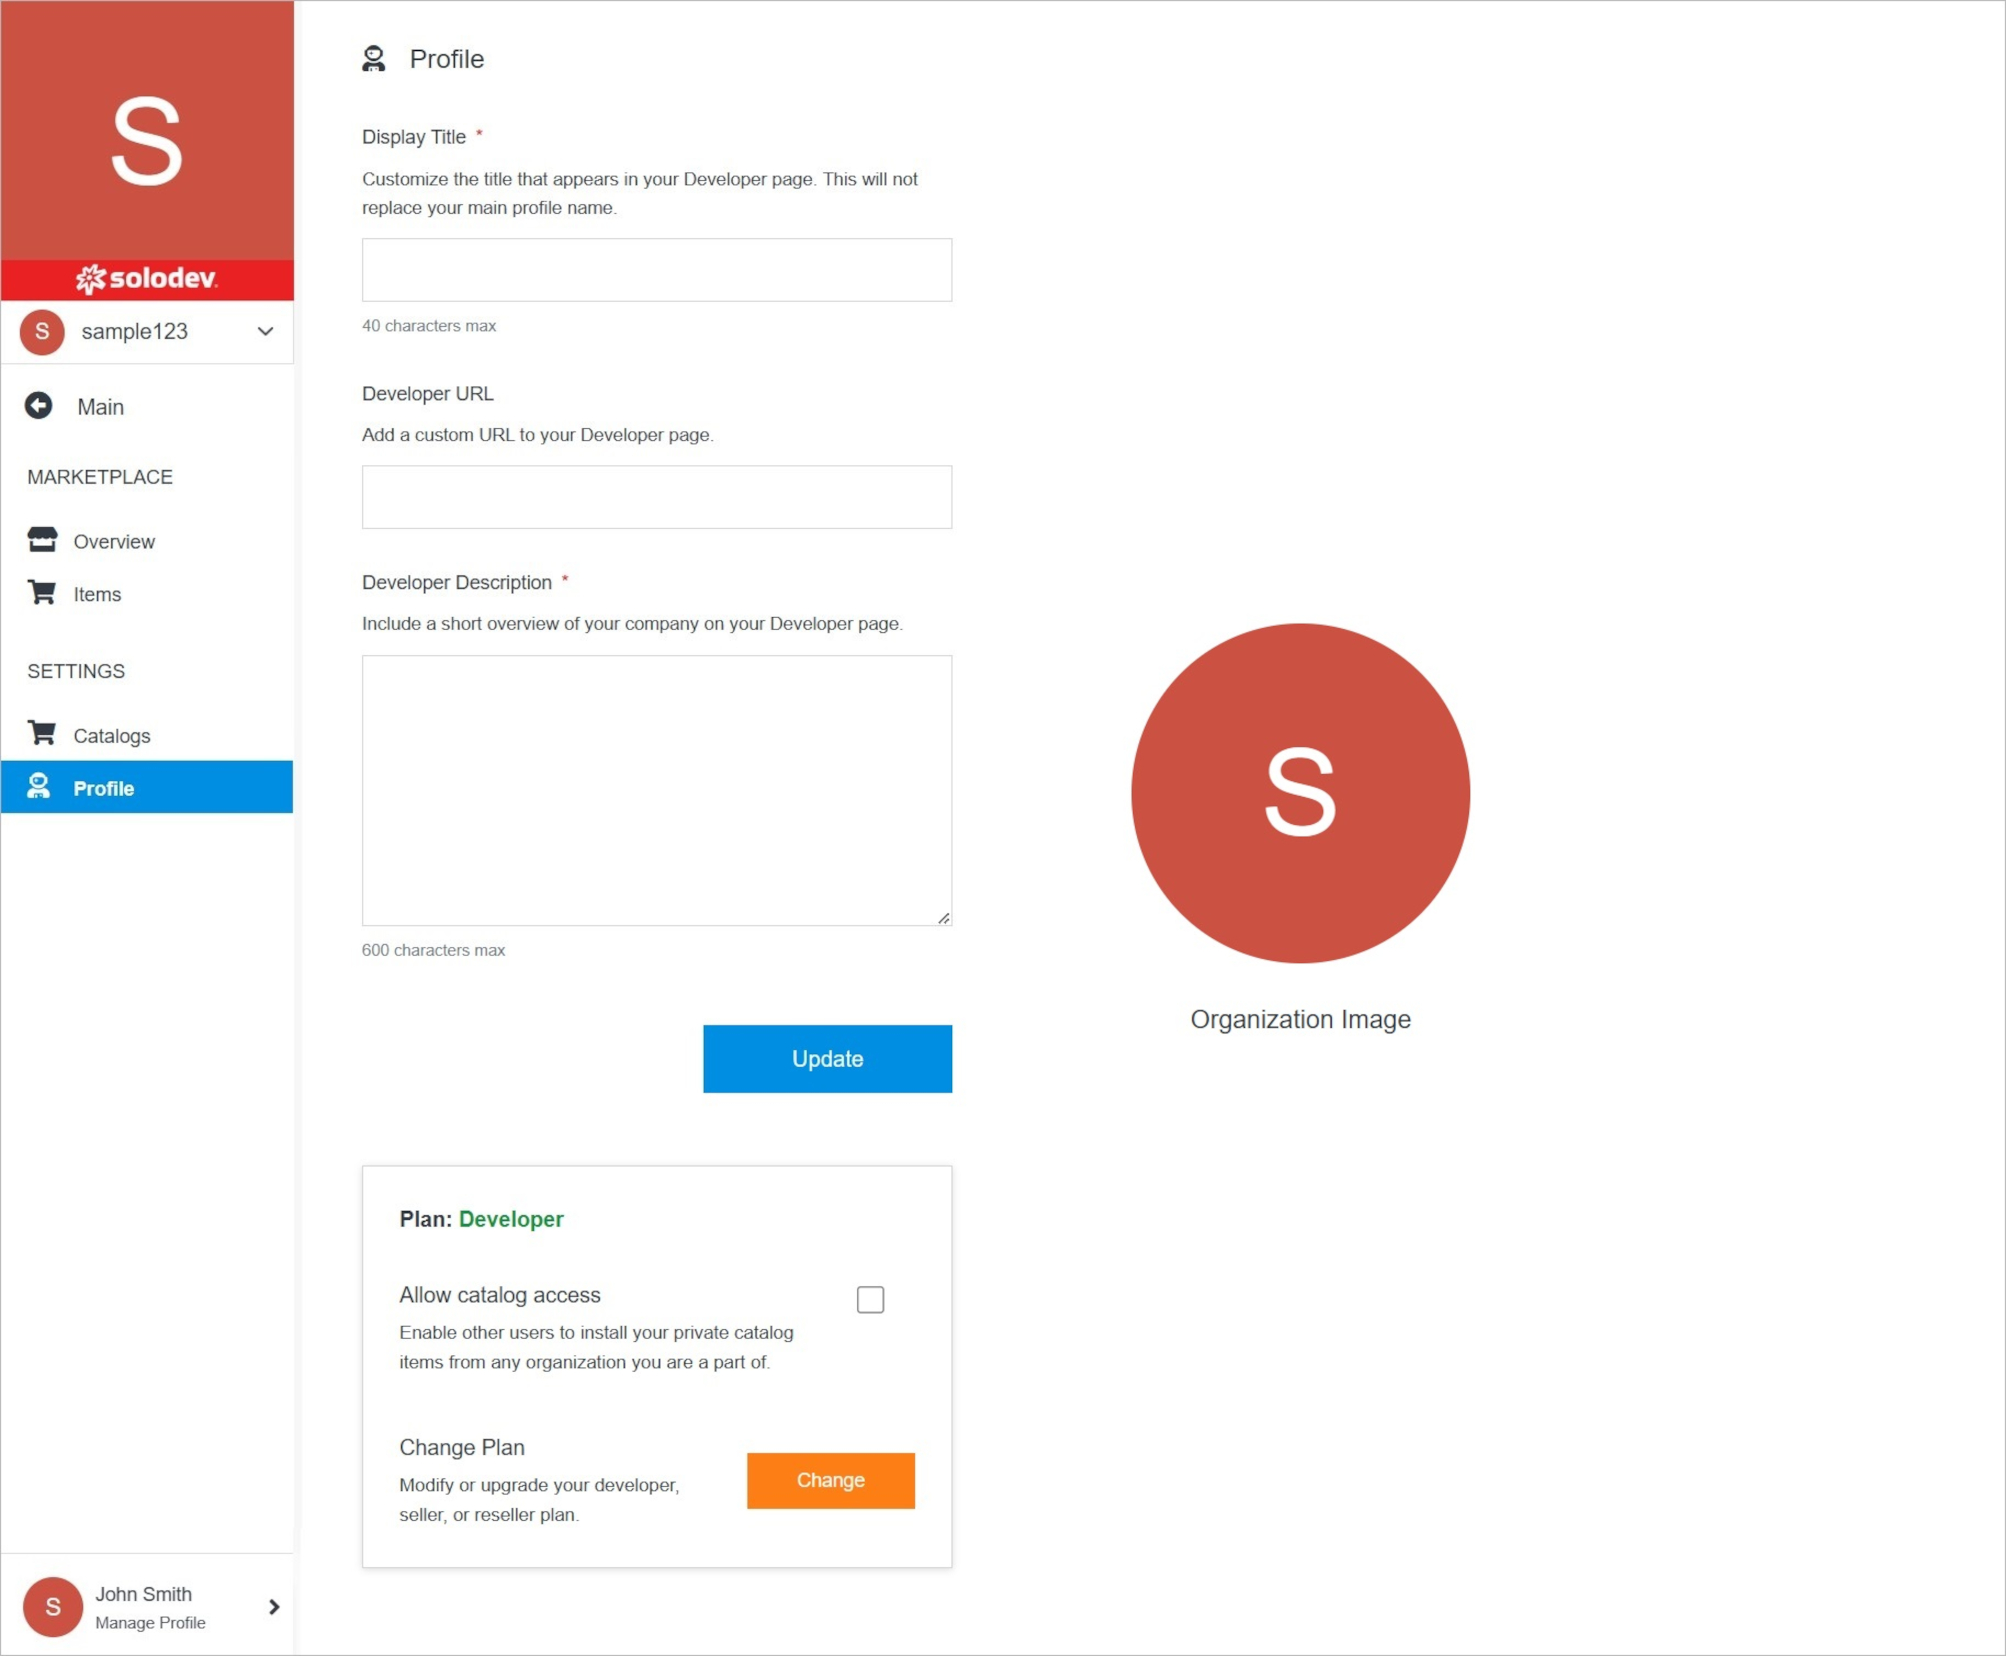 S
solodev
S sample123
Main
MARKETPLACE
Overview
Items
SETTINGS
Catalogs
Profile
S John Smith
Manage Profile
Profile
Display Title *
Customize the title that appears in your Developer page. This will not
replace your main profile name.
40 characters max
Developer URL
Add a custom URL to your Developer page.
Developer Description *
Include a short overview of your company on your Developer page.
600 characters max
Update
Plan: Developer
Allow catalog access
Enable other users to install your private catalog
items from any organization you are a part of.
Change Plan
Modify or upgrade your developer,
seller, or reseller plan.
Change
S
Organization Image